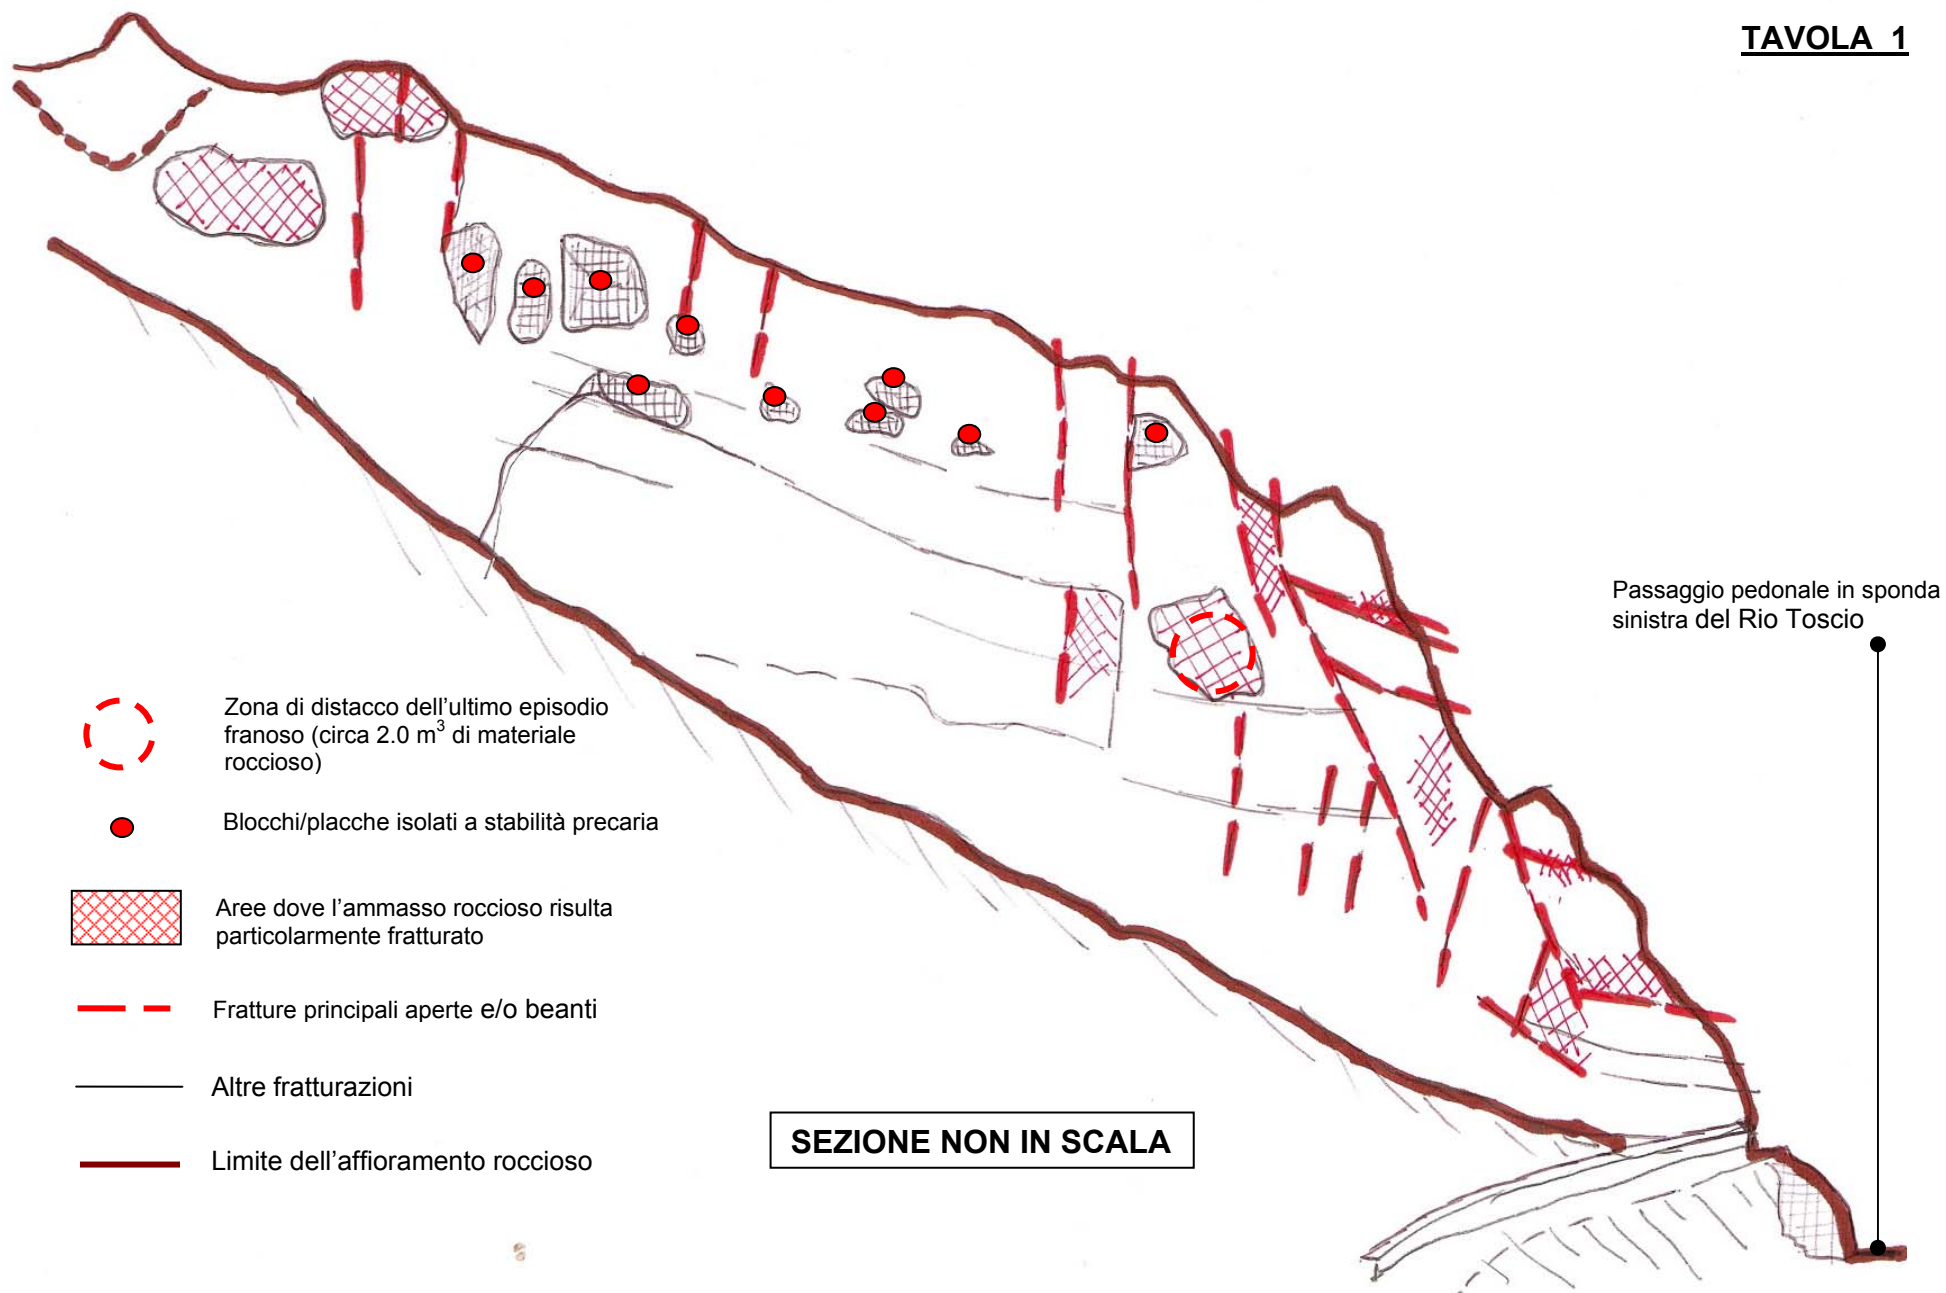 TAVOLA 1
Passaggio pedonale in sponda
sinistra del Rio Toscio
Zona di distacco dell'ultimo episodio
franoso (circa 2.0 m³ di materiale
roccioso)
Blocchi/placche isolati a stabilità precaria
Aree dove l'ammasso roccioso risulta
particolarmente fratturato
Fratture principali aperte e/o beanti
Altre fratturazioni
Limite dell'affioramento roccioso
SEZIONE NON IN SCALA